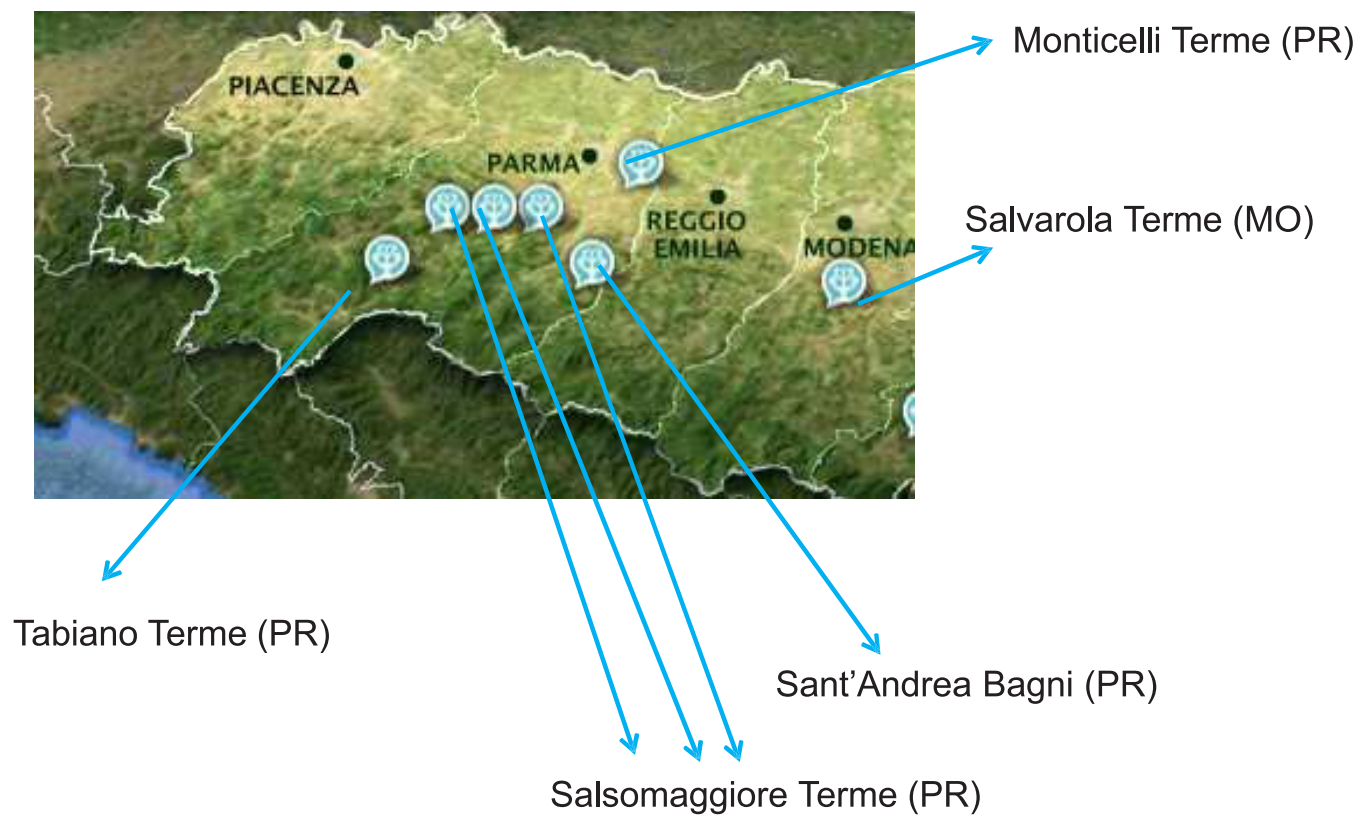 Monticelli Terme (PR)
PIACENZA
PARMA
REGGIO
EMILIA
MODENA
Salvarola Terme (MO)
Tabiano Terme (PR)
Sant’Andrea Bagni (PR)
Salsomaggiore Terme (PR)